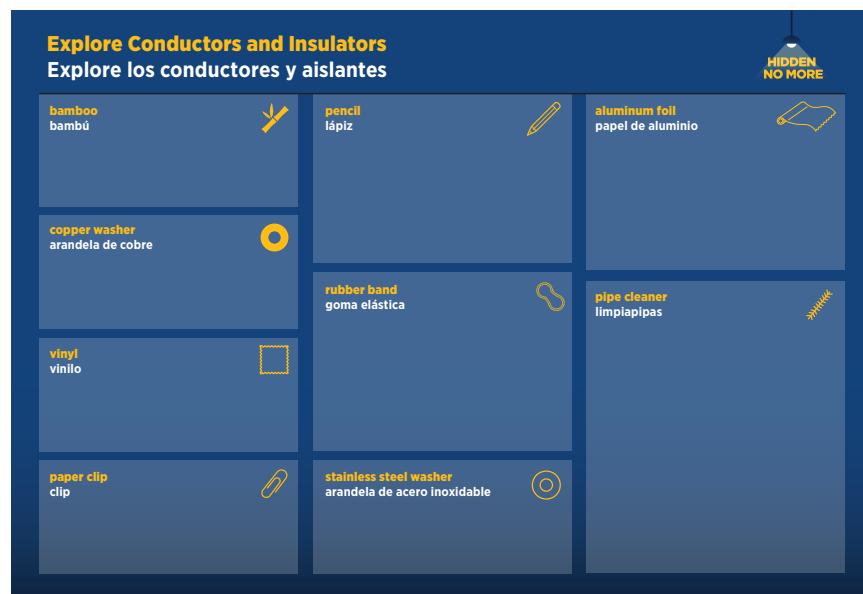 Explore Conductors and Insulators
Explore los conductores y aislantes
HIDDEN
NO MORE
bamboo
bambú
copper washer
arandela de cobre
vinyl
vinilo
paper clip
clip
pencil
lápiz
rubber band
goma elástica
stainless steel washer
arandela de acero inoxidable
aluminum foil
papel de aluminio
pipe cleaner
limpiapipas